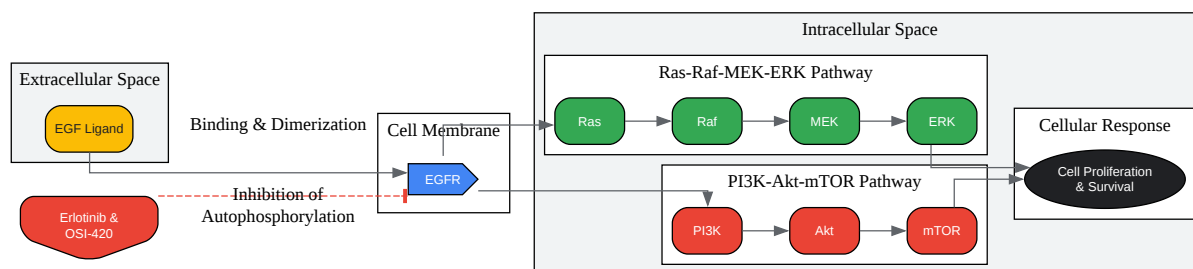 Intracellular Space
Extracellular Space
EGF Ligand
Binding & Dimerization
Cell Membrane
EGFR
Inhibition of
Autophosphorylation
Erlotinib &
OSI-420
Ras-Raf-MEK-ERK Pathway
Ras
Raf
MEK
ERK
PI3K-Akt-mTOR Pathway
PI3K
Akt
mTOR
Cellular Response
Cell Proliferation
& Survival